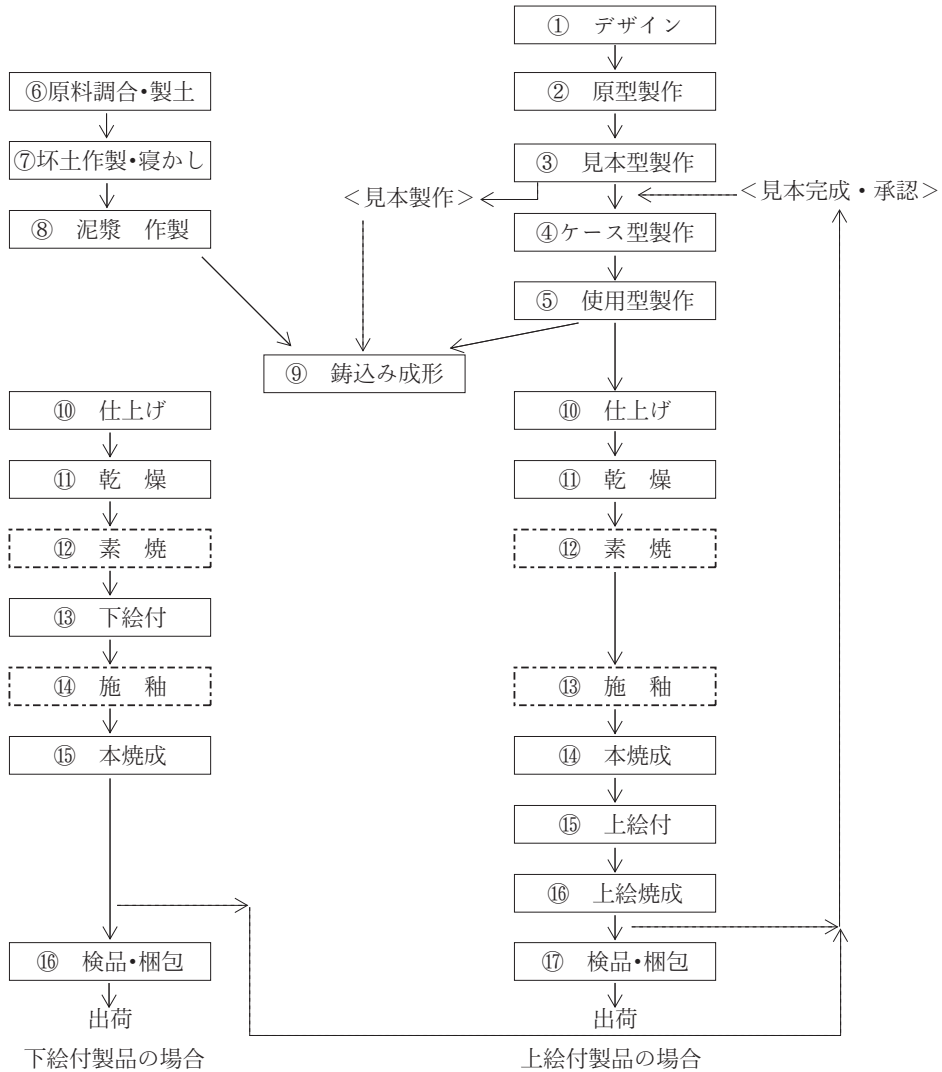 ① デザイン
② 原型製作
③ 見本型製作
<見本製作>
<見本完成・承認>
④ケース型製作
⑤ 使用型製作
⑥原料調合・製土
⑦坏土作製・寝かし
⑧ 泥漿 作製
⑨ 鋳込み成形
⑩ 仕上げ
⑪ 乾 燥
⑫ 素 焼
⑬ 下絵付
⑭ 施 釉
⑮ 本焼成
⑯ 検品・梱包
出荷
下絵付製品の場合
⑩ 仕上げ
⑪ 乾 燥
⑫ 素 焼
⑬ 施 釉
⑭ 本焼成
⑮ 上絵付
⑯ 上絵焼成
⑰ 検品・梱包
出荷
上絵付製品の場合